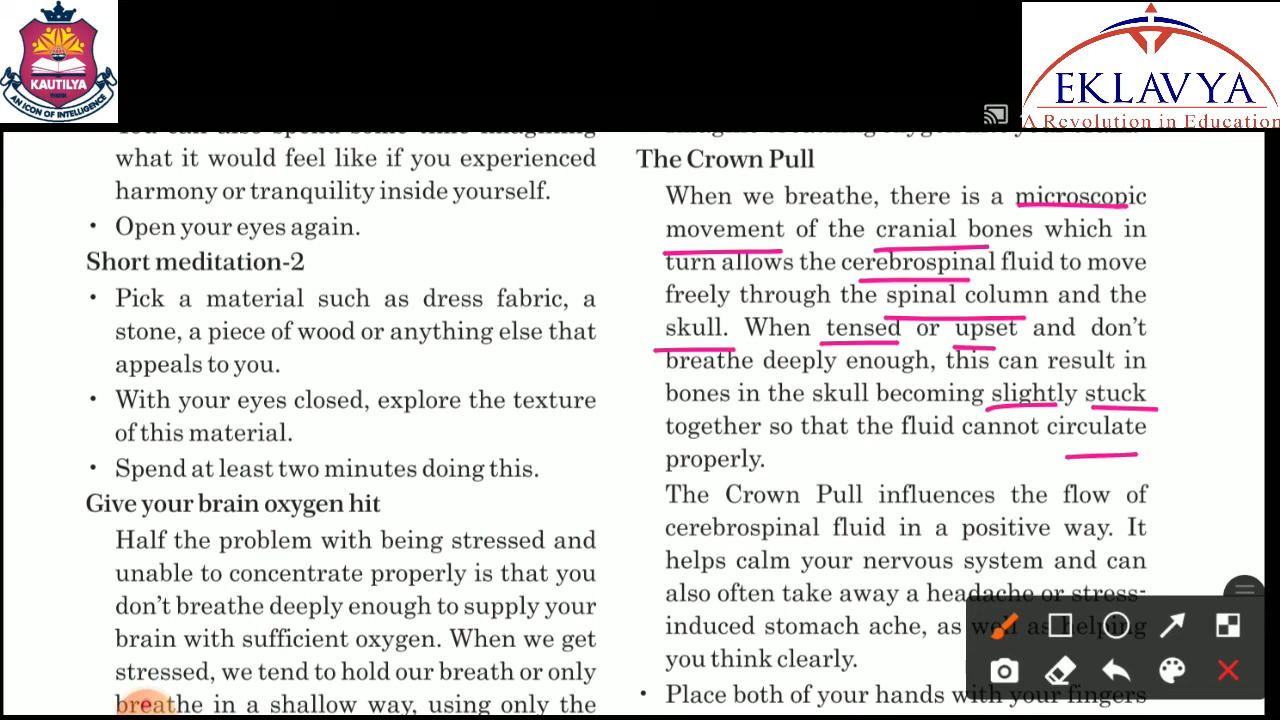 KAUTILYA
AN ICON OF INTELLIGENCE
EKLAVYA
A Revolution in Education
what it would feel like if you experienced
harmony or tranquility inside yourself.
• Open your eyes again.
Short meditation-2
• Pick a material such as dress fabric, a
stone, a piece of wood or anything else that
appeals to you.
• With your eyes closed, explore the texture
of this material.
• Spend at least two minutes doing this.
Give your brain oxygen hit
Half the problem with being stressed and
unable to concentrate properly is that you
don't breathe deeply enough to supply your
brain with sufficient oxygen. When we get
stressed, we tend to hold our breath or only
breathe in a shallow way, using only the
The Crown Pull
When we breathe, there is a microscopic
movement of the cranial bones which in
turn allows the cerebrospinal fluid to move
freely through the spinal column and the
skull. When tensed or upset and don't
breathe deeply enough, this can result in
bones in the skull becoming slightly stuck
together so that the fluid cannot circulate
properly.
The Crown Pull influences the flow of
cerebrospinal fluid in a positive way. It
helps calm your nervous system and can
also often take away a headache or stress-
induced stomach ache, as well as helping
you think clearly.
• Place both of your hands with your fingers